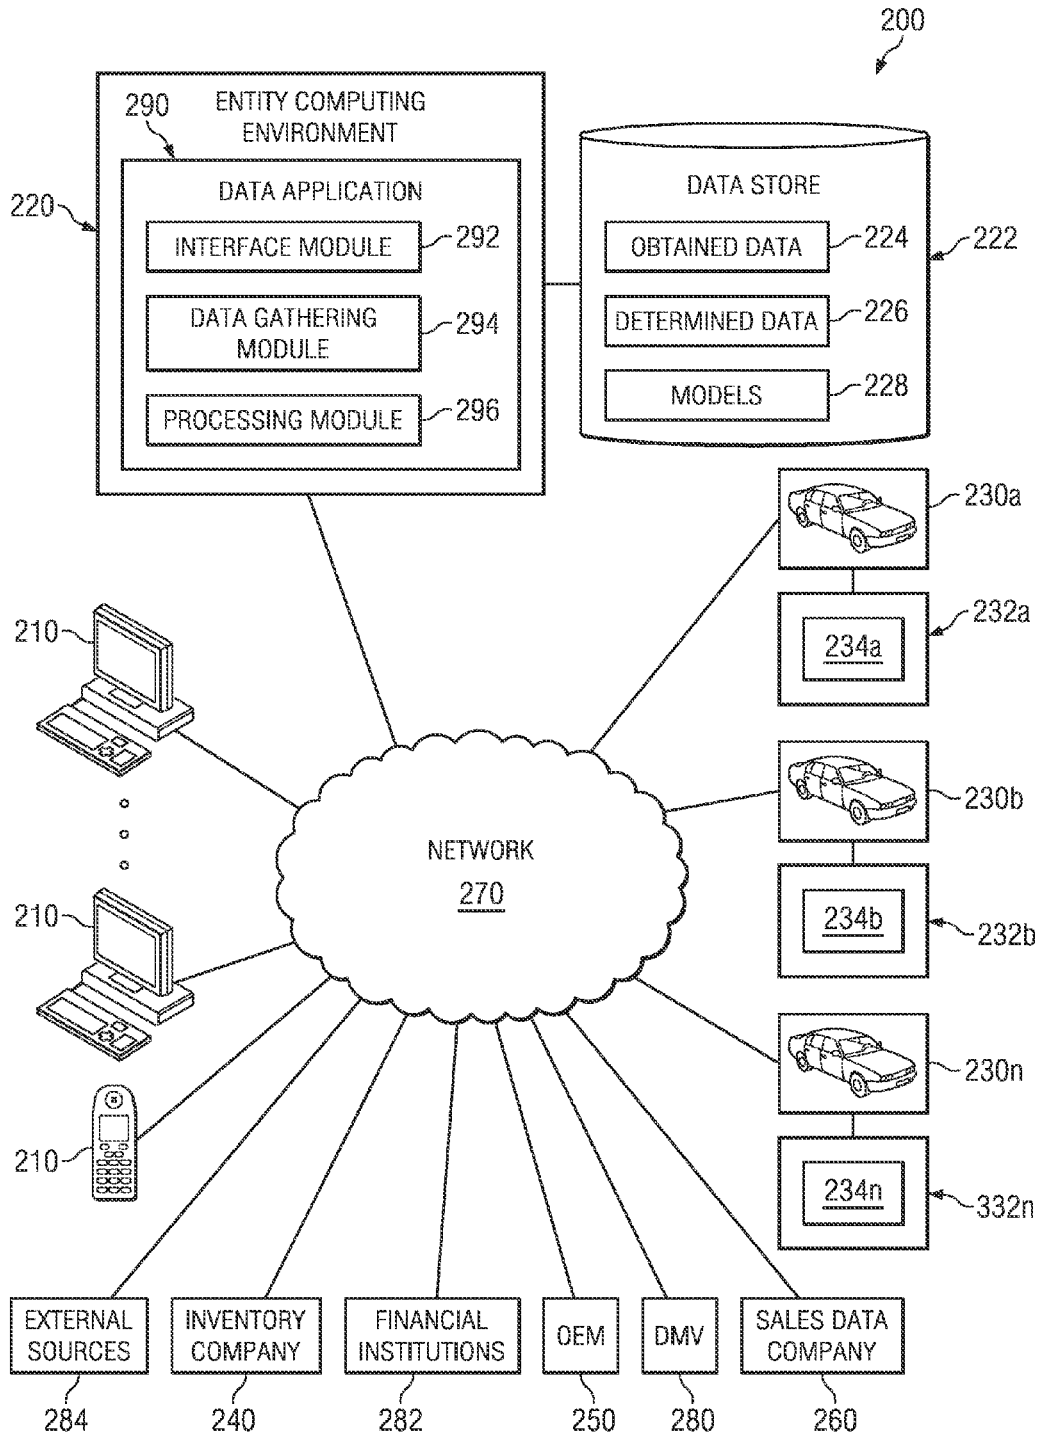 200
ENTITY COMPUTING
ENVIRONMENT
290
DATA APPLICATION
220
INTERFACE MODULE
292
DATA GATHERING
MODULE
294
PROCESSING MODULE
296
DATA STORE
OBTAINED DATA
224
222
DETERMINED DATA
226
MODELS
228
230a
232a
234a
210
230b
NETWORK
270
210
234b
232b
230n
210
234n
332n
EXTERNAL
SOURCES
INVENTORY
COMPANY
FINANCIAL
INSTITUTIONS
OEM
DMV
SALES DATA
COMPANY
284
240
282
250
280
260